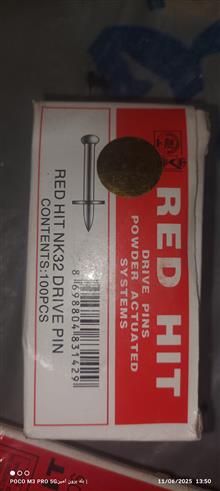 RED HIT
DRIVE PINS
POWDER ACTUATED
SYSTEMS
RED HIT NK32 DRIVE PIN
CONTENTS:100PCS
8 698804 831429
HIT
POCO M3 PRO 5G
11/06/2025 13:50